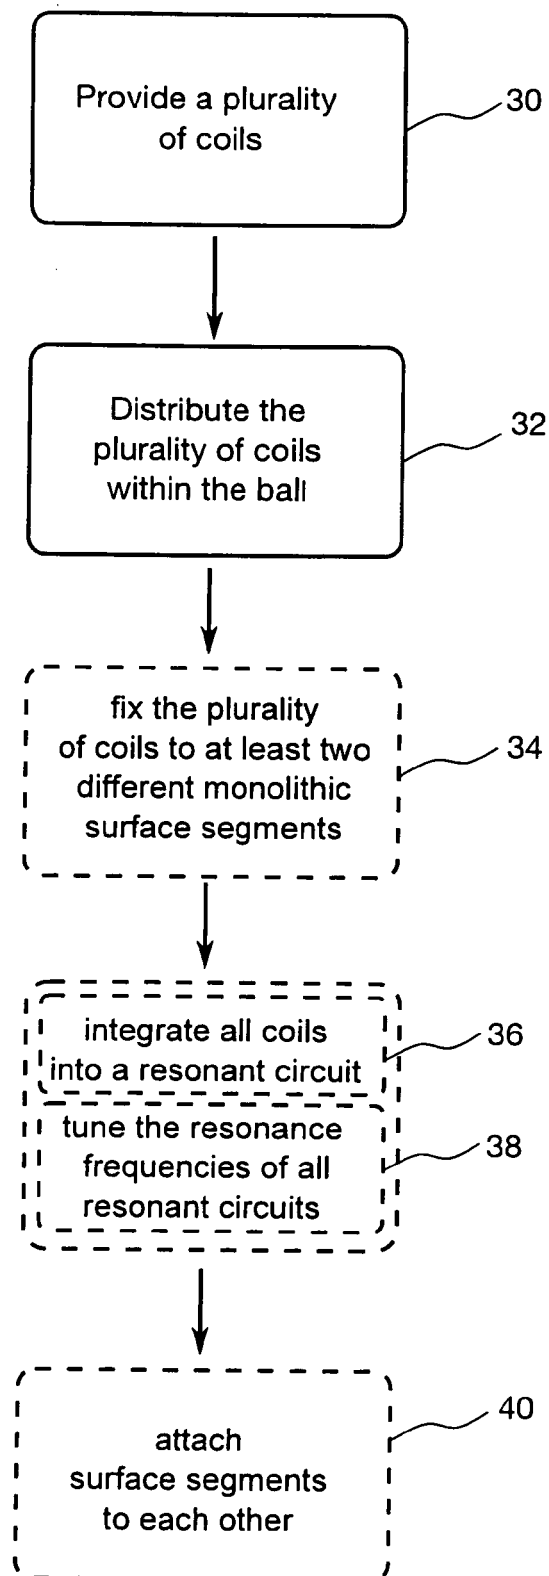 Provide a plurality
of coils
30
Distribute the
plurality of coils
within the ball
32
fix the plurality
of coils to at least two
different monolithic
surface segments
34
integrate all coils
into a resonant circuit
36
tune the resonance
frequencies of all
resonant circuits
38
attach
surface segments
to each other
40